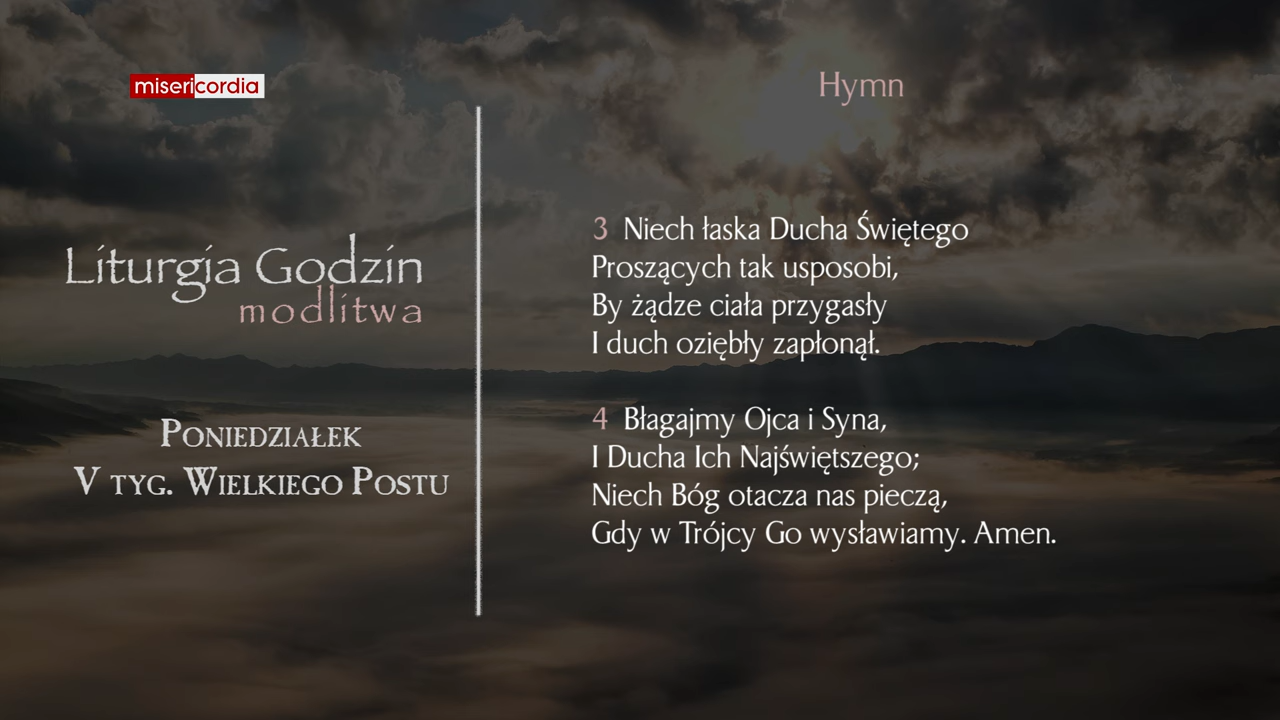 misericordia
Liturgia Godzin
modlitwa
Poniedziałek
V tyg. Wielkiego Postu
Hymn
3 Niech łaska Ducha Świętego
Proszących tak usposobi,
By żądze ciała przygasły
I duch oziębły zapłonął.
4 Błagajmy Ojca i Syna,
I Ducha Ich Najświętszego;
Niech Bóg otacza nas pieczą,
Gdy w Trójcy Go wysławiamy. Amen.